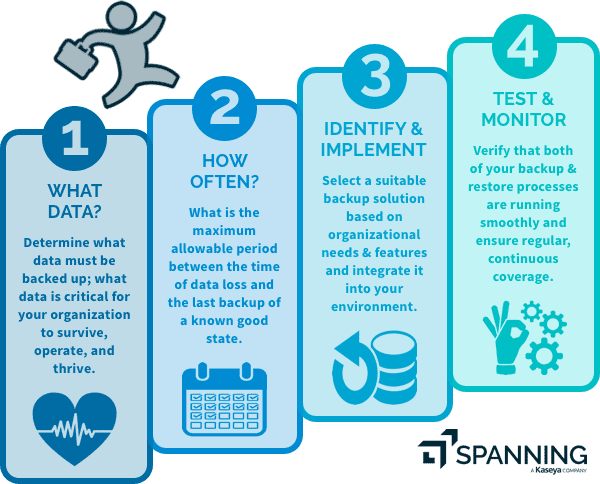 1
WHAT
DATA?
Determine what
data must be
backed up; what
data is critical for
your organization
to survive,
operate, and
thrive.
2
HOW
OFTEN?
What is the
maximum
allowable period
between the time
of data loss and
the last backup of
a known good
state.
3
IDENTIFY &
IMPLEMENT
Select a suitable
backup solution
based on
organizational
needs & features
and integrate it
into your
environment.
4
TEST &
MONITOR
Verify that both
of your backup &
restore processes
are running
smoothly and
ensure regular,
continuous
coverage.
SPANNING
A Kaseya COMPANY